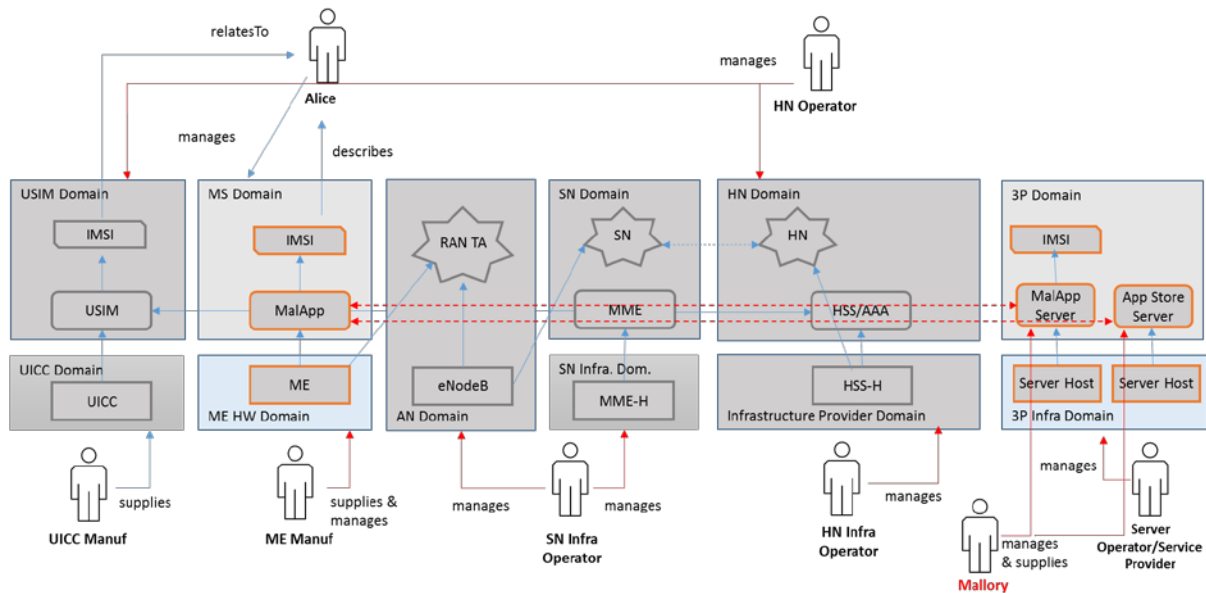 relatesTo
manages
Alice
HN Operator
manages
describes
USIM Domain
MS Domain
SN Domain
HN Domain
3P Domain
IMSI
IMSI
RAN TA
SN
HN
IMSI
USIM
MalApp
MME
HSS/AAA
MalApp
Server
App Store
Server
UICC Domain
SN Infra. Dom.
UICC
ME
eNodeB
MME-H
HSS-H
Server Host
Server Host
ME HW Domain
AN Domain
Infrastructure Provider Domain
3P Infra Domain
supplies
supplies &
manages
manages
manages
manages
manages
UICC Manuf
ME Manuf
SN Infra
Operator
HN Infra
Operator
manages
& supplies
Mallory
Server
Operator/Service
Provider